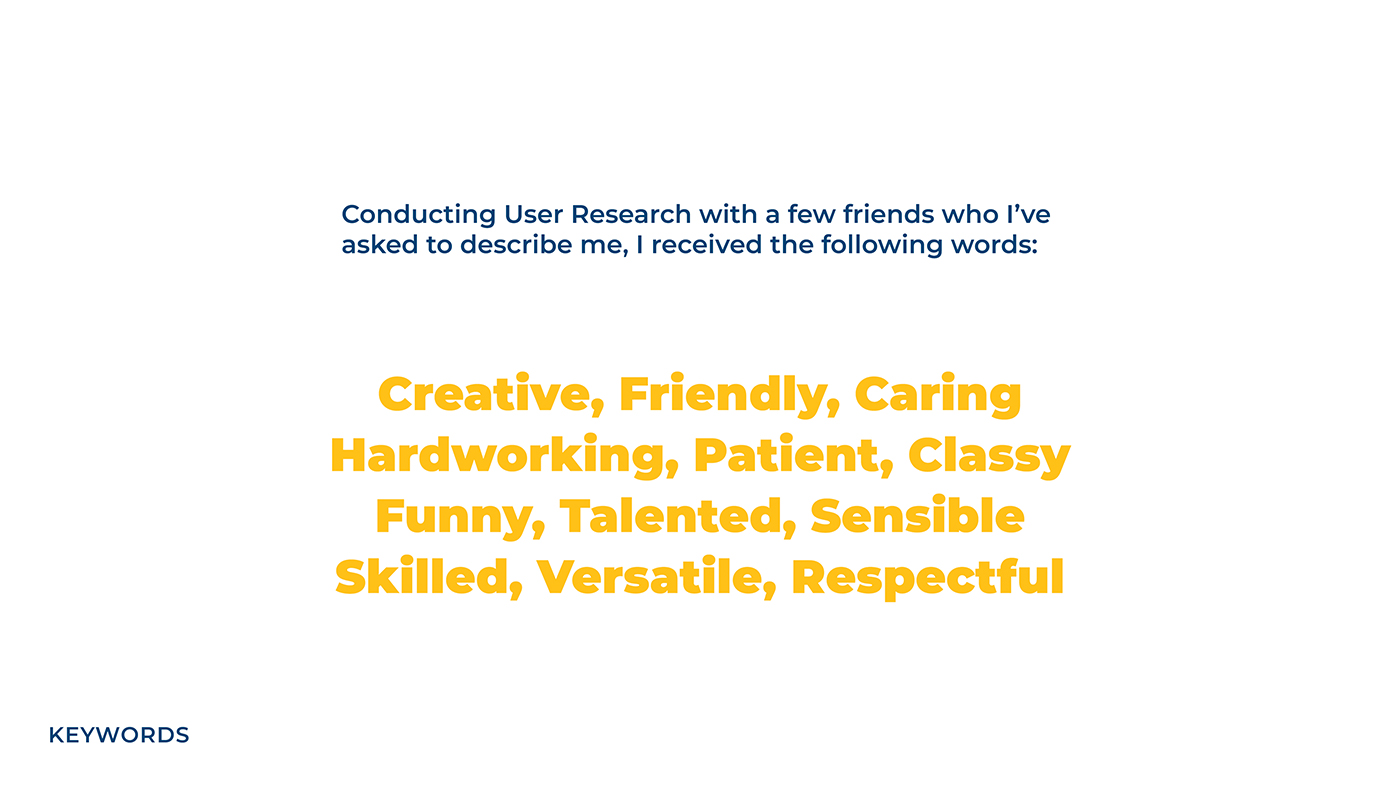 Conducting User Research with a few friends who I’ve
asked to describe me, I received the following words:
Creative, Friendly, Caring
Hardworking, Patient, Classy
Funny, Talented, Sensible
Skilled, Versatile, Respectful
KEYWORDS